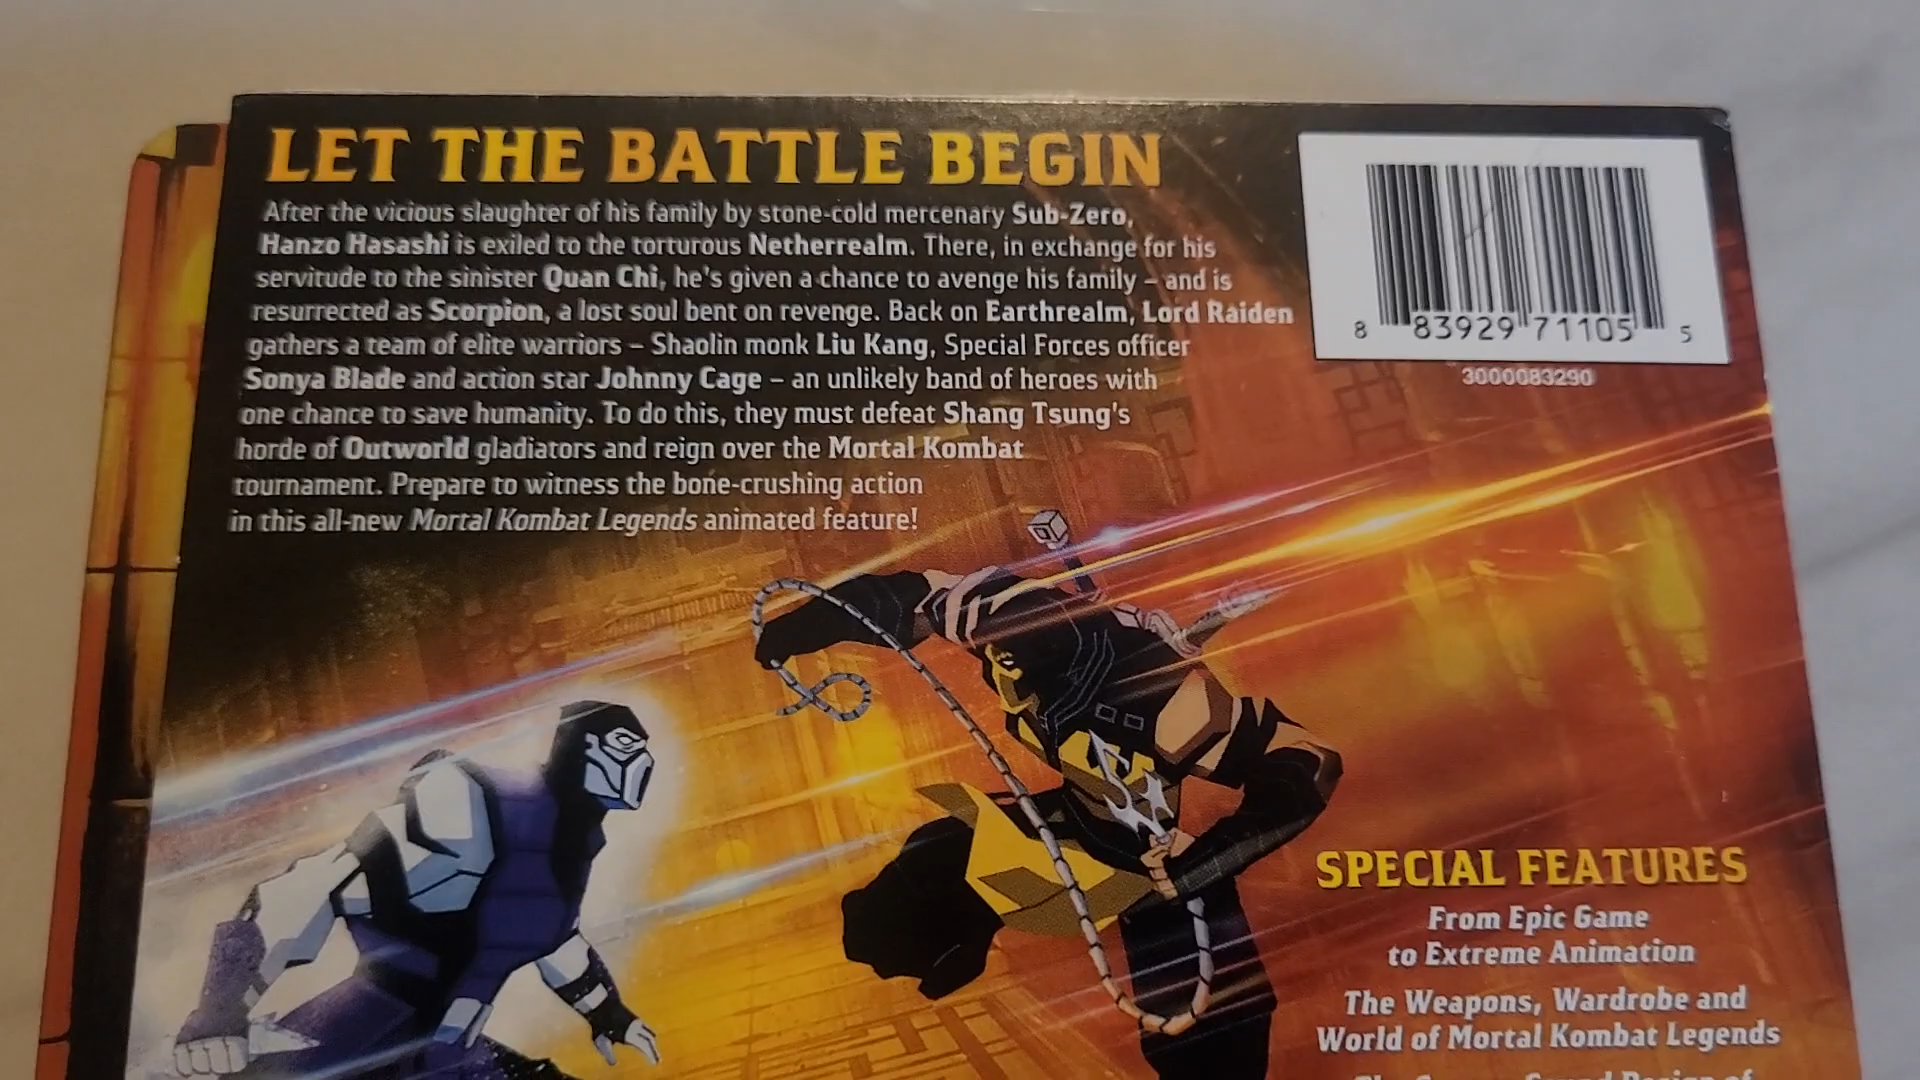 LET THE BATTLE BEGIN
After the vicious slaughter of his family by stone-cold mercenary Sub-Zero,
Hanzo Hasashi is exiled to the torturous Netherrealm. There, in exchange for his
servitude to the sinister Quan Chi, he's given a chance to avenge his family – and is
resurrected as Scorpion, a lost soul bent on revenge. Back on Earthrealm, Lord Raiden
gathers a team of elite warriors – Shaolin monk Liu Kang, Special Forces officer
Sonya Blade and action star Johnny Cage – an unlikely band of heroes with
one chance to save humanity. To do this, they must defeat Shang Tsung's
horde of Outworld gladiators and reign over the Mortal Kombat
tournament. Prepare to witness the bone-crushing action
in this all-new Mortal Kombat Legends animated feature!
8 83929 71105 5
3000083290
SPECIAL FEATURES
From Epic Game
to Extreme Animation
The Weapons, Wardrobe and
World of Mortal Kombat Legends